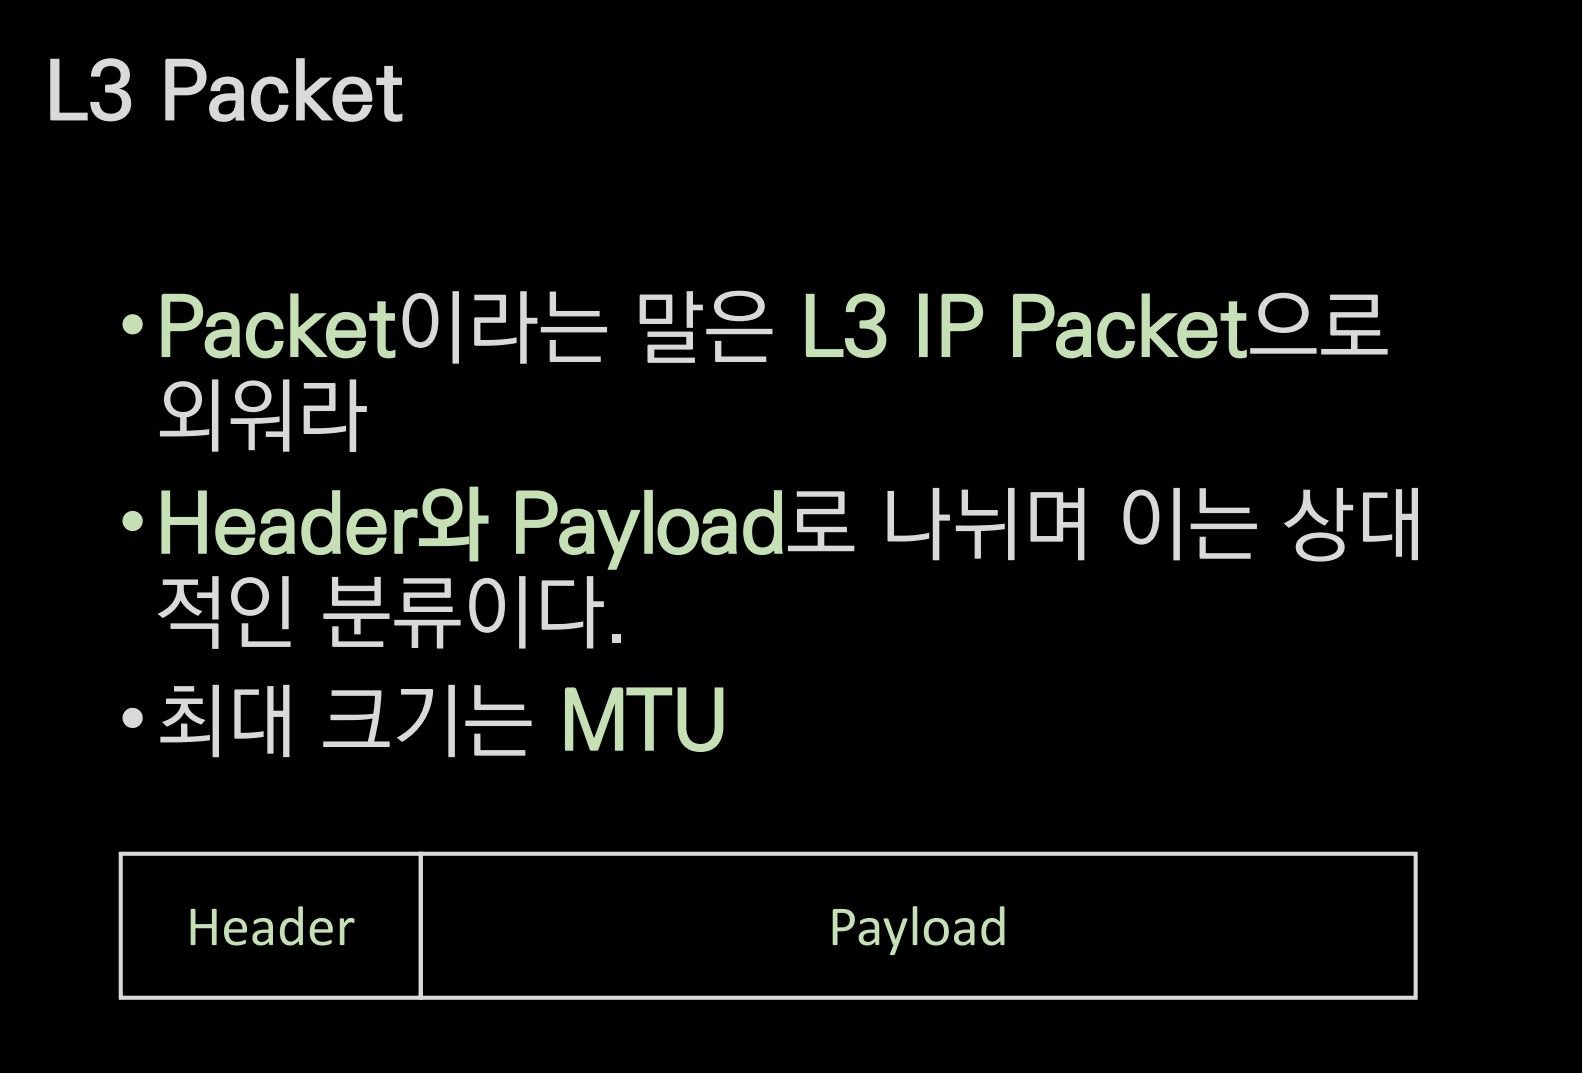 L3 Packet
•Packet이라는 말은 L3 IP Packet으로
외워라
•Header와 Payload로 나뉘며 이는 상대
적인 분류이다.
•최대 크기는 MTU
Header
Payload